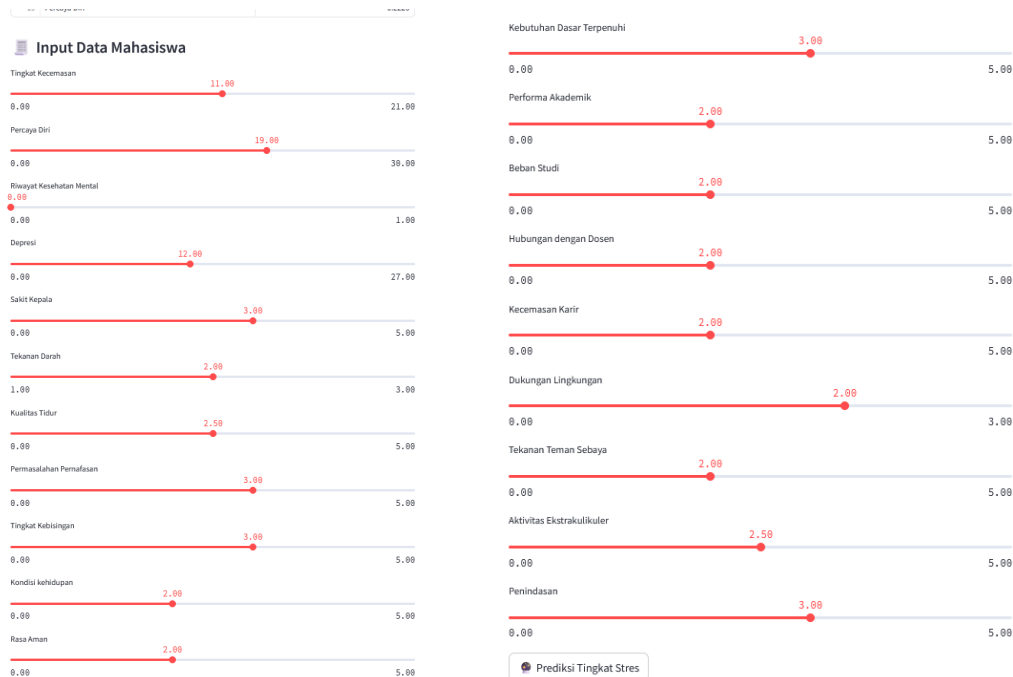 Percaya Diri
Input Data Mahasiswa
Tingkat Kecemasan
11.00
0.00 21.00
Percaya Diri
19.00
0.00 30.00
Riwayat Kesehatan Mental
0.00
0.00 1.00
Depresi
12.00
0.00 27.00
Sakit Kepala
3.00
0.00 5.00
Tekanan Darah
2.00
1.00 3.00
Kualitas Tidur
2.50
0.00 5.00
Permasalahan Pernafasan
3.00
0.00 5.00
Tingkat Kebisingan
3.00
0.00 5.00
Kondisi kehidupan
2.00
0.00 5.00
Rasa Aman
2.00
0.00 5.00
Kebutuhan Dasar Terpenuhi
3.00
0.00 5.00
Performa Akademik
2.00
0.00 5.00
Beban Studi
2.00
0.00 5.00
Hubungan dengan Dosen
2.00
0.00 5.00
Kecemasan Karir
2.00
0.00 5.00
Dukungan Lingkungan
2.00
0.00 3.00
Tekanan Teman Sebaya
2.00
0.00 5.00
Aktivitas Ekstrakulikuler
2.50
0.00 5.00
Penindasan
3.00
0.00 5.00
Prediksi Tingkat Stres